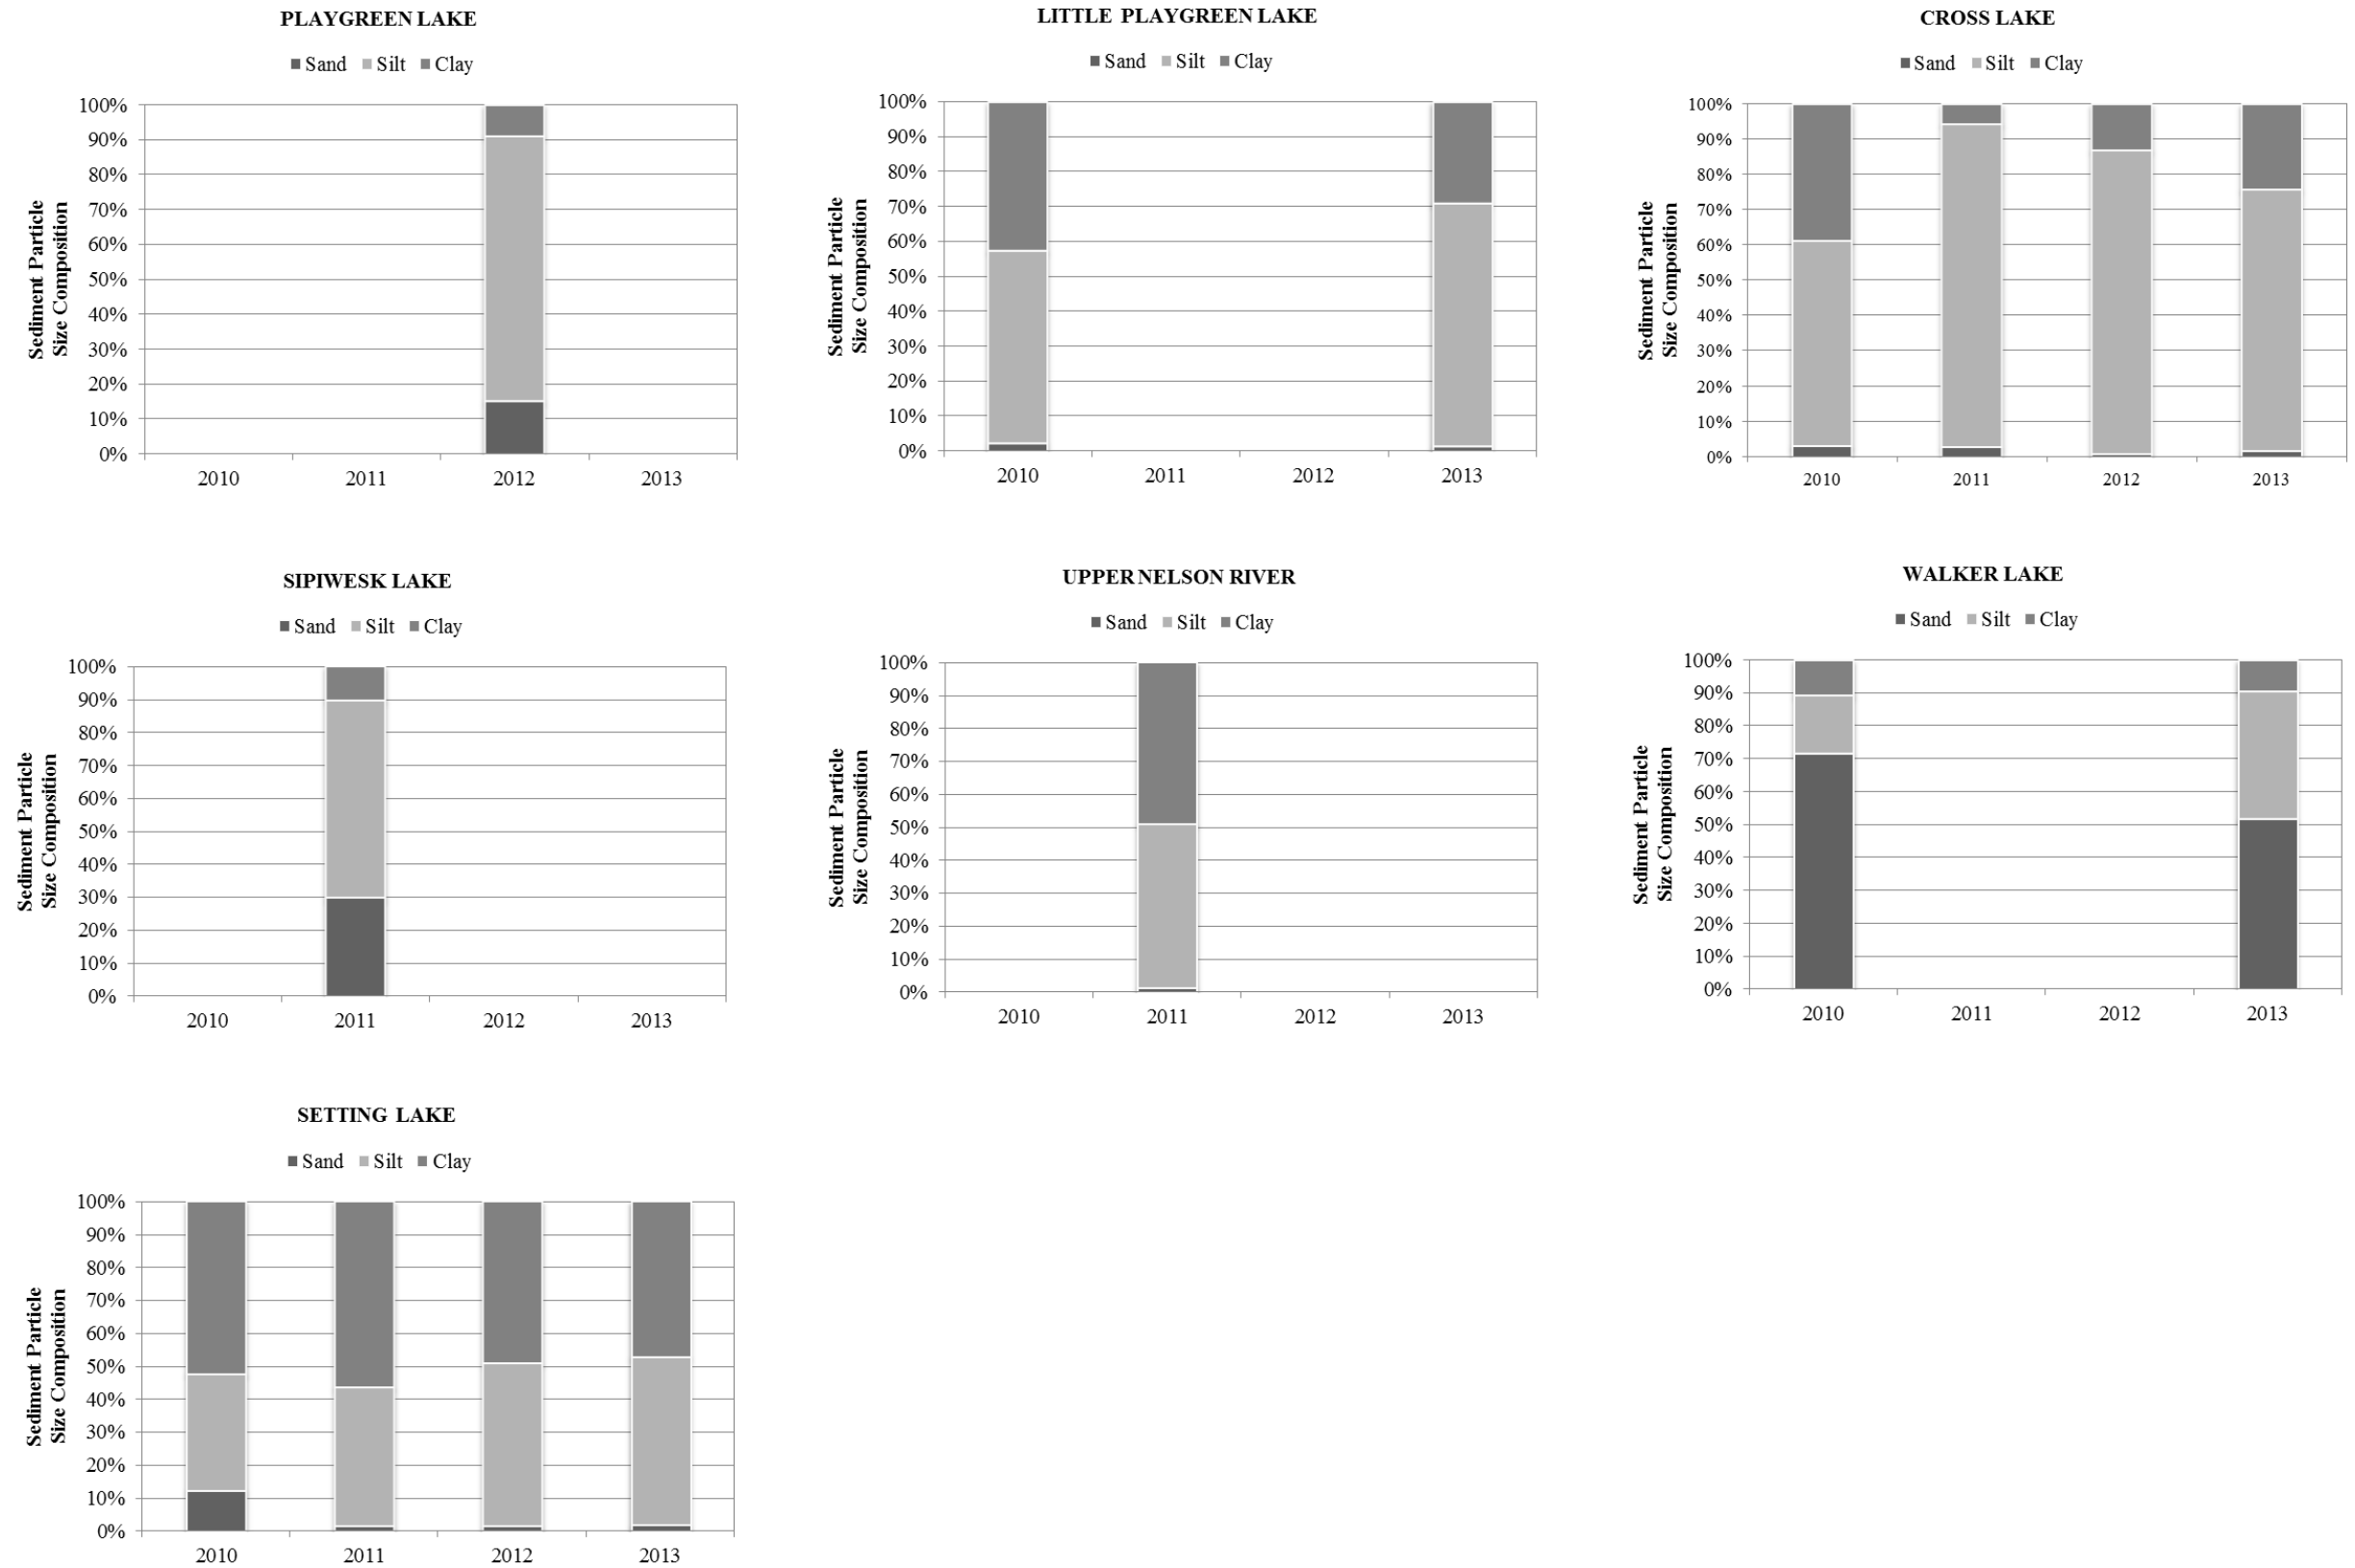 PLAYGREEN LAKE
Sand Silt Clay
100%
90%
80%
70%
60%
50%
40%
30%
20%
10%
0%
Sediment Particle
Size Composition
2010 2011 2012 2013
LITTLE PLAYGREEN LAKE
Sand Silt Clay
100%
90%
80%
70%
60%
50%
40%
30%
20%
10%
0%
Sediment Particle
Size Composition
2010 2011 2012 2013
CROSS LAKE
Sand Silt Clay
100%
90%
80%
70%
60%
50%
40%
30%
20%
10%
0%
Sediment Particle
Size Composition
2010 2011 2012 2013
SIPIWESK LAKE
Sand Silt Clay
100%
90%
80%
70%
60%
50%
40%
30%
20%
10%
0%
Sediment Particle
Size Composition
2010 2011 2012 2013
UPPER NELSON RIVER
Sand Silt Clay
100%
90%
80%
70%
60%
50%
40%
30%
20%
10%
0%
Sediment Particle
Size Composition
2010 2011 2012 2013
WALKER LAKE
Sand Silt Clay
100%
90%
80%
70%
60%
50%
40%
30%
20%
10%
0%
Sediment Particle
Size Composition
2010 2011 2012 2013
SETTING LAKE
Sand Silt Clay
100%
90%
80%
70%
60%
50%
40%
30%
20%
10%
0%
Sediment Particle
Size Composition
2010 2011 2012 2013